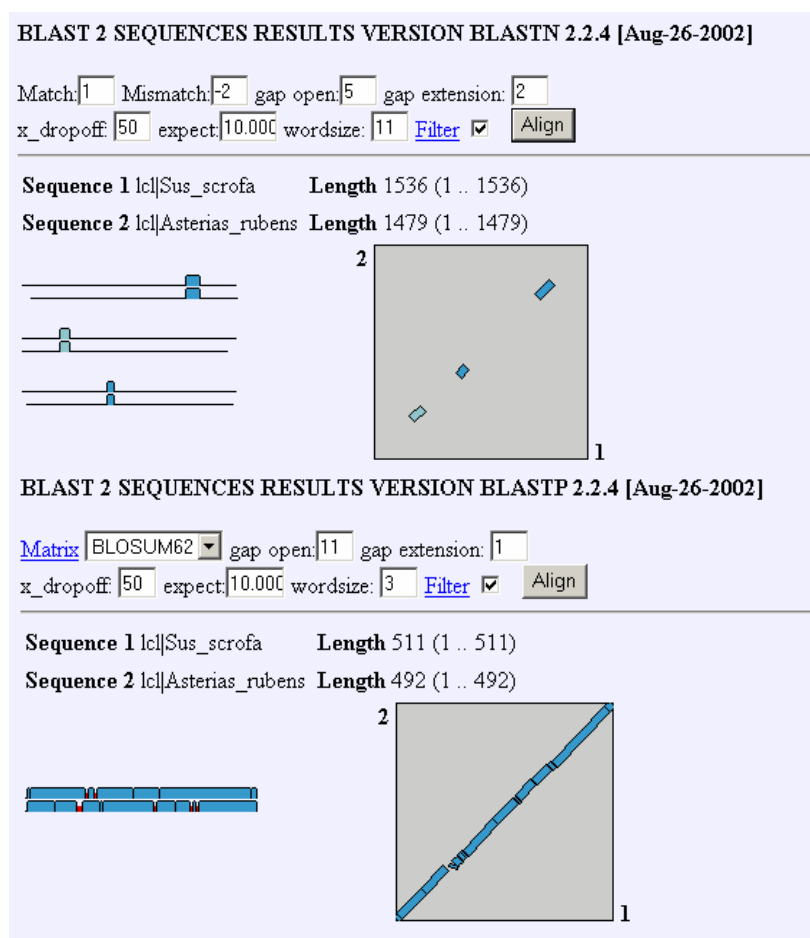 BLAST 2 SEQUENCES RESULTS VERSION BLASTN 2.2.4 [Aug-26-2002]
Match: 1 Mismatch: -2 gap open: 5 gap extension: 2
x_dropoff: 50 expect: 10.000 wordsize: 11 Filter Align
Sequence 1 lcl|Sus_scrofa Length 1536 (1 .. 1536)
Sequence 2 lcl|Asterias_rubens Length 1479 (1 .. 1479)
2
1
BLAST 2 SEQUENCES RESULTS VERSION BLASTP 2.2.4 [Aug-26-2002]
Matrix BLOSUM62 gap open: 11 gap extension: 1
x_dropoff: 50 expect: 10.000 wordsize: 3 Filter Align
Sequence 1 lcl|Sus_scrofa Length 511 (1 .. 511)
Sequence 2 lcl|Asterias_rubens Length 492 (1 .. 492)
2
1